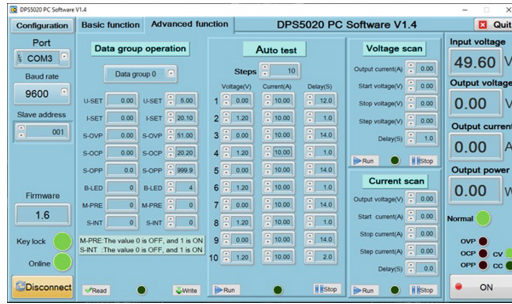 DPS5020 PC Software V1.4
Configuration
Basic function
Advanced function
DPS5020 PC Software V1.4
Quit
Port
COM3
Baud rate
9600
Slave address
001
Firmware
1.6
Key lock
Online
Disconnect
Data group operation
Data group 0
U-SET 0.00 U-SET 5.00
I-SET 0.00 I-SET 20.10
S-OVP 0.00 S-OVP 51.00
S-OCP 0.00 S-OCP 20.20
S-OPP 0.0 S-OPP 999.9
B-LED 0 B-LED 4
M-PRE 0 M-PRE 0
S-INT 0 S-INT 0
M-PRE:The value 0 is OFF, and 1 is ON
S-INT :The value 0 is OFF, and 1 is ON
Read
Write
Auto test
Steps 10
Voltage(V) Current(A) Delay(S)
1 0.00 10.00 12.0
2 1.20 10.00 1.0
3 0.00 10.00 14.0
4 1.20 10.00 1.0
5 0.00 10.00 14.0
6 1.20 10.00 1.0
7 0.00 10.00 14.0
8 1.20 10.00 1.0
9 0.00 10.00 14.0
10 1.20 10.00 2.0
Run
Stop
Voltage scan
Output current(A) 0.00
Start voltage(V) 0.00
Stop voltage(V) 0.00
Step voltage(V) 0.00
Delay(S) 1.0
Run
Stop
Current scan
Output voltage(V) 0.00
Start current(A) 0.00
Stop current(A) 0.00
Step current(A) 0.00
Delay(S) 0.0
Run
Stop
Input voltage
49.60 V
Output voltage
0.00 V
Output current
0.00 A
Output power
0.00 W
Normal
OVP
OCP CV
OPP CC
ON